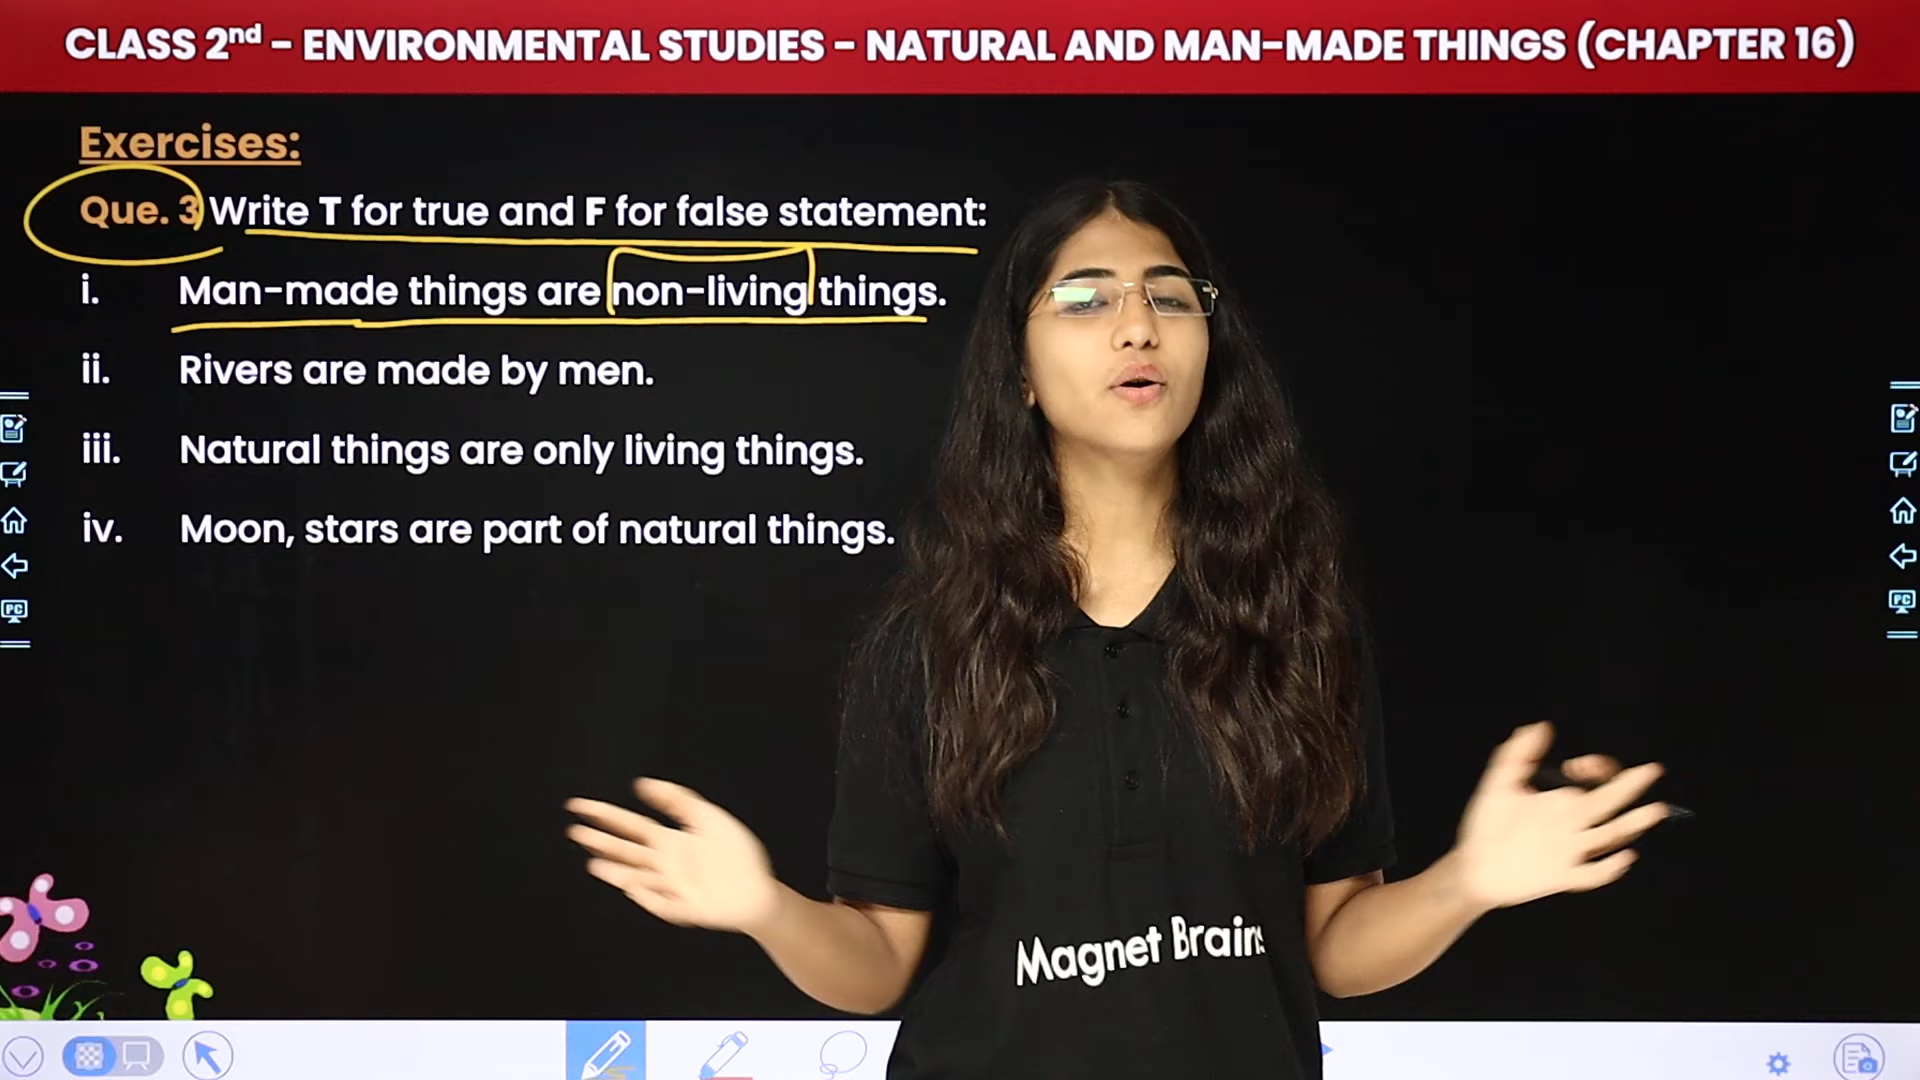 CLASS 2nd – ENVIRONMENTAL STUDIES – NATURAL AND MAN-MADE THINGS (CHAPTER 16)
Exercises:
Que. 3 Write T for true and F for false statement:
i. Man-made things are non-living things.
ii. Rivers are made by men.
iii. Natural things are only living things.
iv. Moon, stars are part of natural things.
PC
PC
Magnet Brains